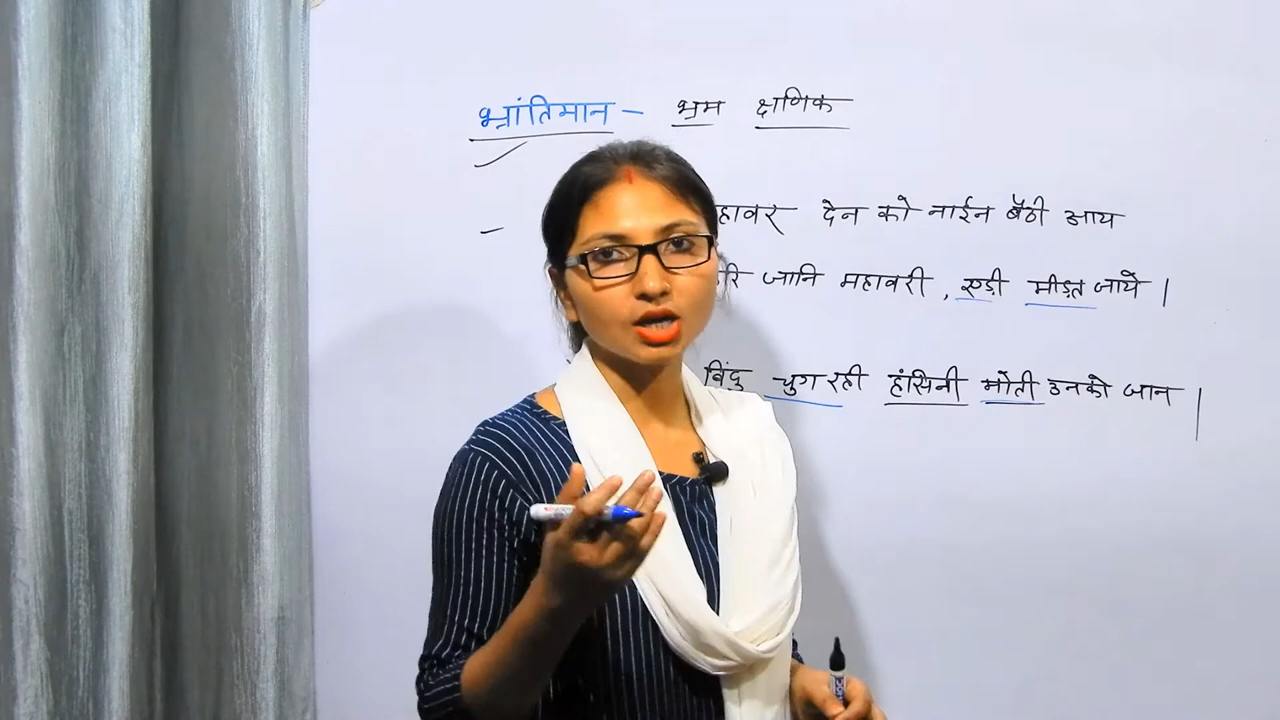 भ्रांतिमान - भ्रम क्षणिक
- हावर देन को नाईन बैठी आय
रि जानि महावरी , एड़ी मीड़त जाये |
बिंदु चुग रही हंसिनी मोती उनको जान |